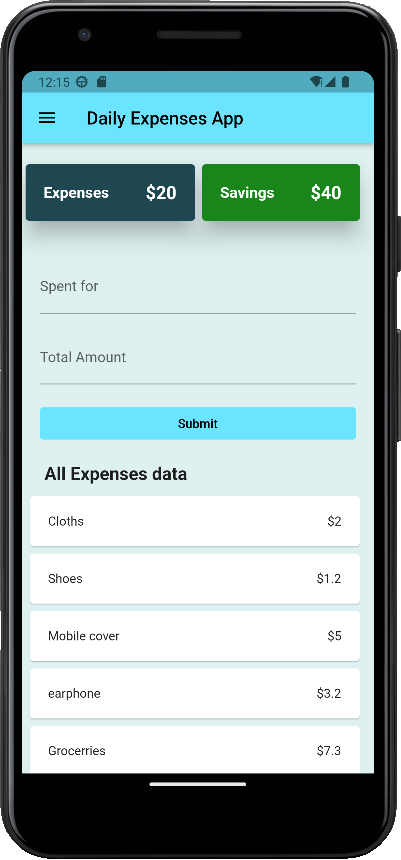 12:15
Daily Expenses App
Expenses $20 Savings $40
Spent for
Total Amount
Submit
All Expenses data
Cloths $2
Shoes $1.2
Mobile cover $5
earphone $3.2
Grocerries $7.3